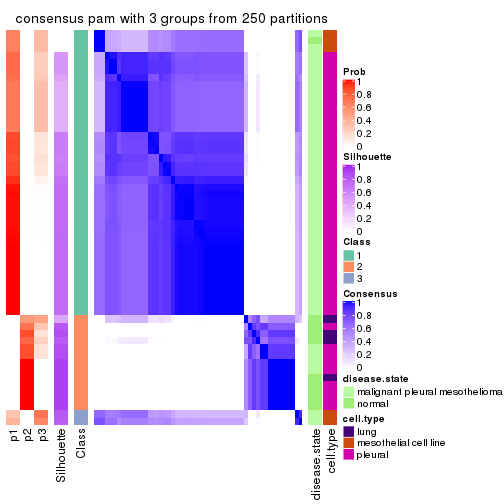 consensus pam with 3 groups from 250 partitions
Prob
1
0.8
0.6
0.4
0.2
0
Silhouette
1
0.8
0.6
0.4
0.2
0
Class
1
2
3
Consensus
1
0.8
0.6
0.4
0.2
0
disease.state
malignant pleural mesothelioma
normal
cell.type
lung
mesothelial cell line
pleural
p1
p2
p3
Silhouette
Class
disease.state
cell.type